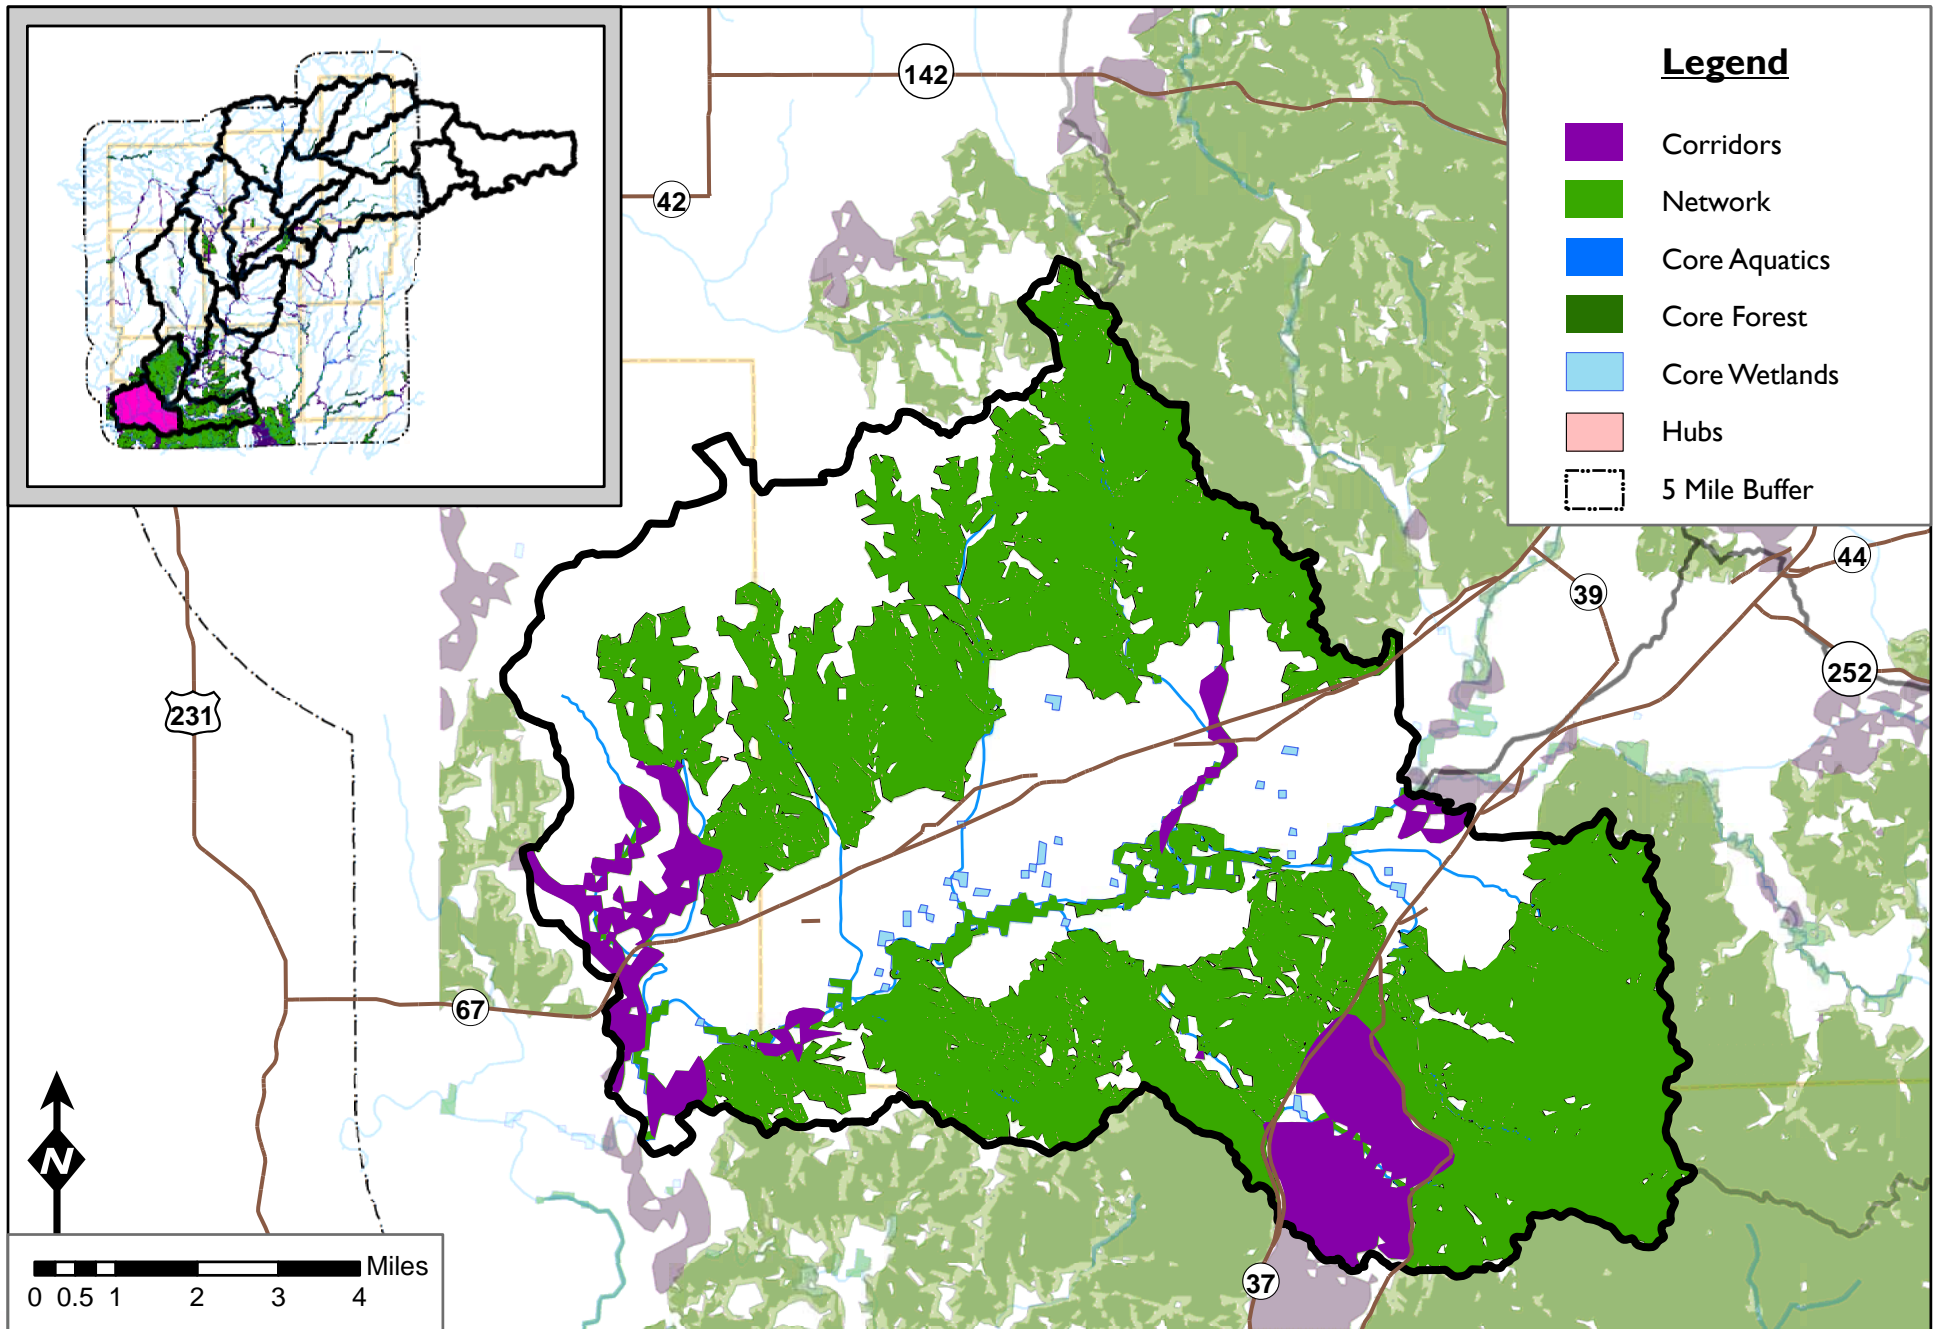 Legend
Corridors
Network
Core Aquatics
Core Forest
Core Wetlands
Hubs
5 Mile Buffer
142
42
44
39
252
231
67
37
N
Miles
0 0.5 1 2 3 4